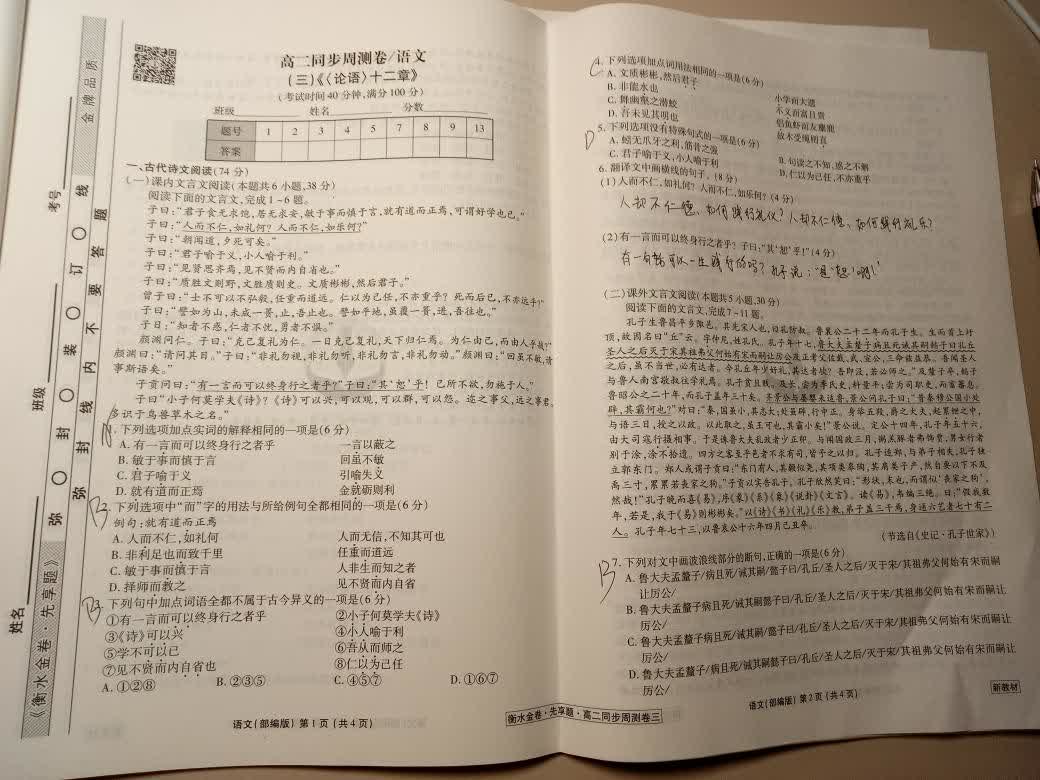 高二同步周测卷/语文
(三)《〈论语〉十二章》
(考试时间40分钟,满分100分)
班级 姓名 分数
题号 1 2 3 4 5 7 8 9 13
答案
一、古代诗文阅读(74分)
(一)课内文言文阅读(本题共6小题,38分)
阅读下面的文言文,完成1~6题。
子曰:“君子食无求饱,居无求安,敏于事而慎于言,就有道而正焉,可谓好学也已。”
子曰:“人而不仁,如礼何?人而不仁,如乐何?”
子曰:“朝闻道,夕死可矣。”
子曰:“君子喻于义,小人喻于利。”
子曰:“见贤思齐焉,见不贤而内自省也。”
子曰:“质胜文则野,文胜质则史。文质彬彬,然后君子。”
曾子曰:“士不可以不弘毅,任重而道远。仁以为己任,不亦重乎?死而后已,不亦远乎?”
子曰:“譬如为山,未成一篑,止,吾止也。譬如平地,虽覆一篑,进,吾往也。”
子曰:“知者不惑,仁者不忧,勇者不惧。”
颜渊问仁。子曰:“克己复礼为仁。一日克己复礼,天下归仁焉。为仁由己,而由人乎哉?”
颜渊曰:“请问其目。”子曰:“非礼勿视,非礼勿听,非礼勿言,非礼勿动。”颜渊曰:“回虽不敏,请
事斯语矣。”
子贡问曰:“有一言而可以终身行之者乎?”子曰:“其‘恕’乎!己所不欲,勿施于人。”
子曰“小子何莫学夫《诗》?《诗》可以兴,可以观,可以群,可以怨。迩之事父,远之事君,
多识于鸟兽草木之名。”
1.下列选项加点实词的解释相同的一项是(6分)
A.有一言而可以终身行之者乎 一言以蔽之
B.敏于事而慎于言 回虽不敏
C.君子喻于义 引喻失义
D.就有道而正焉 金就砺则利
B 2.下列选项中“而”字的用法与所给例句全都相同的一项是(6分)
例句:就有道而正焉
A.人而不仁,如礼何 人而无信,不知其可也
B.非利足也而致千里 任重而道远
C.敏于事而慎于言 人非生而知之者
D.择师而教之 见不贤而内自省
3.下列句中加点词语全都不属于古今异义的一项是(6分)
①有一言而可以终身行之者乎 ②小子何莫学夫《诗》
③《诗》可以兴 ④小人喻于利
⑤学不可以已 ⑥吾从而师之
⑦见不贤而内自省也 ⑧仁以为己任
A.①②⑧ B.②③⑤ C.④⑤⑦ D.①⑥⑦
语文(部编版) 第1页(共4页)
C 4.下列选项加点词用法相同的一项是(6分)
A.文质彬彬,然后君子 小学而大遗
B.非能水也 不义而富且贵
C.舞幽壑之潜蛟 侣鱼虾而友麋鹿
D.吾未见其明也 故木受绳则直
D 5.下列选项没有特殊句式的一项是(6分)
A.蚓无爪牙之利,筋骨之强 B.句读之不知,惑之不解
C.君子喻于义,小人喻于利 D.仁以为己任,不亦重乎
6.翻译文中画横线的句子。(8分)
(1)人而不仁,如礼何?人而不仁,如乐何?(4分)
人却不仁德,如何践行礼仪?人却不仁德,如何践行礼乐?
(2)有一言而可以终身行之者乎?子曰:“其‘恕’乎!”(4分)
(二)课外文言文阅读(本题共5小题,30分)
阅读下面的文言文,完成7~11题。
孔子生鲁昌平乡陬邑。其先宋人也,曰孔防叔。鲁襄公二十二年而孔子生。生而首上圩
顶,故因名曰“丘”云。字仲尼,姓孔氏。孔子年十七,鲁大夫孟釐子病且死诫其嗣懿子曰孔丘
圣人之后灭于宋其祖弗父何始有宋而嗣让厉公及正考父佐戴、武、宣公,三命兹益恭。吾闻圣人
之后,虽不当世,必有达者。今孔丘年少好礼,其达者欤?吾即没,若必师之。”及釐子卒,懿子
与鲁人南宫敬叔往学礼焉。孔子贫且贱,及长,尝为季氏史,料量平;尝为司职吏,而畜蕃息。
鲁昭公之二十年,而孔子盖年三十矣。齐景公与晏婴来适鲁,景公问孔子曰:“昔秦穆公国小处
辟,其霸何也?”对曰:“秦,国虽小,其志大;处虽辟,行中正。身举五羖,爵之大夫,起累绁之中,
与语三日,授之以政。以此取之,虽王可也,其霸小矣!”景公说。定公十四年,孔子年五十六,
由大司寇行摄相事。于是诛鲁大夫乱政者少正卯。与闻国政三月,粥羔豚者弗饰贾,男女行者
别于涂,涂不拾遗。四方之客至乎邑者不求有司,皆予之以归。孔子适郑,与弟子相失,孔子独
立郭东门。郑人或谓子贡曰:“东门有人,其颡似尧,其项类皋陶,其肩类子产,然自要以下不及
禹三寸,累累若丧家之狗。”子贡以实告孔子。孔子欣然笑曰:“形状,末也,而谓似‘丧家之狗’,
然哉!”孔子晚而喜《易》,序《彖》《系》《象》《说卦》《文言》。读《易》,韦编三绝。曰:“假我数
年,若是,我于《易》则彬彬矣。”以《诗》《书》《礼》《乐》教,弟子盖三千焉,身通六艺者七十有二
人。孔子年七十三,以鲁哀公十六年四月己丑卒。
(节选自《史记·孔子世家》)
B 7.下列对文中画波浪线部分的断句,正确的一项是(6分)
A.鲁大夫孟釐子/病且死/诫其嗣/懿子曰/孔丘/圣人之后/灭于宋/其祖弗父何始有宋而嗣
让厉公/
B.鲁大夫孟釐子病且死/诫其嗣懿子曰/孔丘/圣人之后/灭于宋/其祖弗父何始有宋而嗣让
厉公/
C.鲁大夫孟釐子病且死/诫其嗣/懿子曰/孔丘/圣人之后/灭于宋/其祖弗父何始有宋而嗣让
厉公/
D.鲁大夫孟釐子/病且死/诫其嗣懿子曰/孔丘/圣人之后/灭于宋/其祖弗父何始有宋而嗣让
厉公/
衡水金卷·先享题·高二同步周测卷三
语文(部编版) 第2页(共4页)
新教材
《衡水金卷·先享题》
金牌品质
姓名 班级 考号
弥 封 装 订 线
弥 封 线 内 不 要 答 题